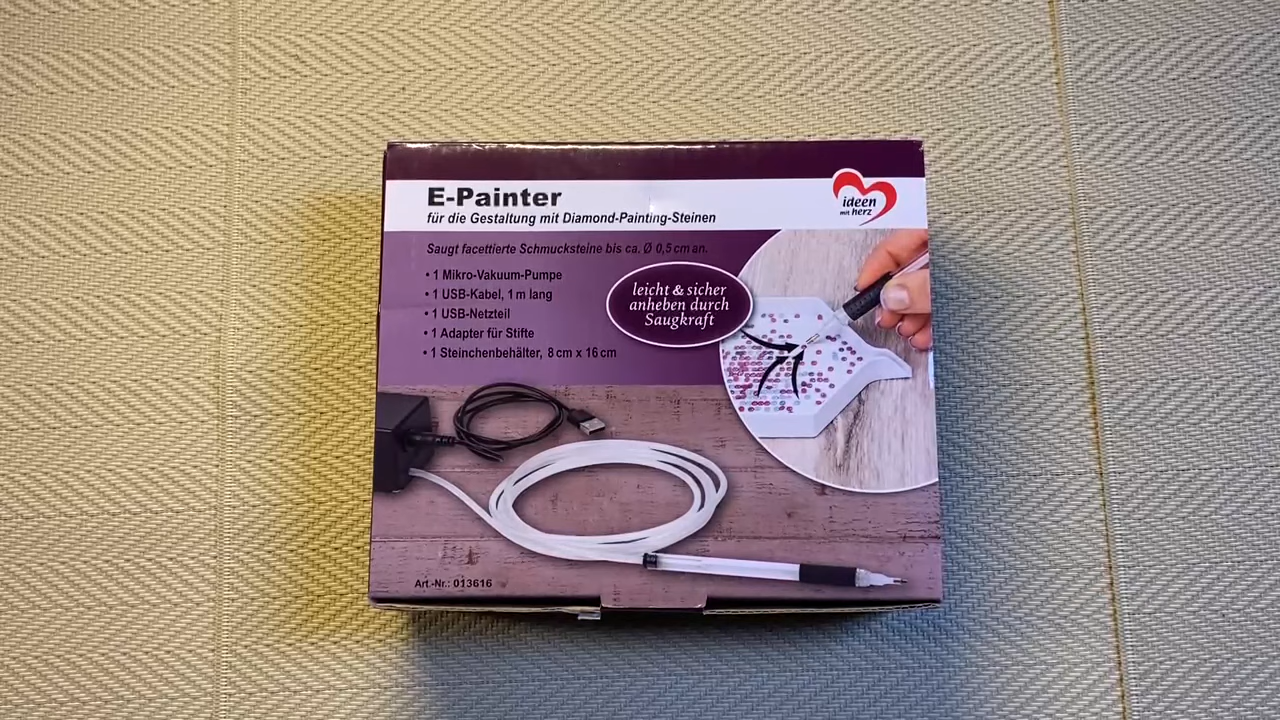 E-Painter
für die Gestaltung mit Diamond-Painting-Steinen
ideen
mit herz
Saugt facettierte Schmucksteine bis ca. Ø 0,5 cm an.
• 1 Mikro-Vakuum-Pumpe
• 1 USB-Kabel, 1 m lang
• 1 USB-Netzteil
• 1 Adapter für Stifte
• 1 Steinchenbehälter, 8 cm x 16 cm
leicht & sicher
anheben durch
Saugkraft
Art.-Nr.: 013616